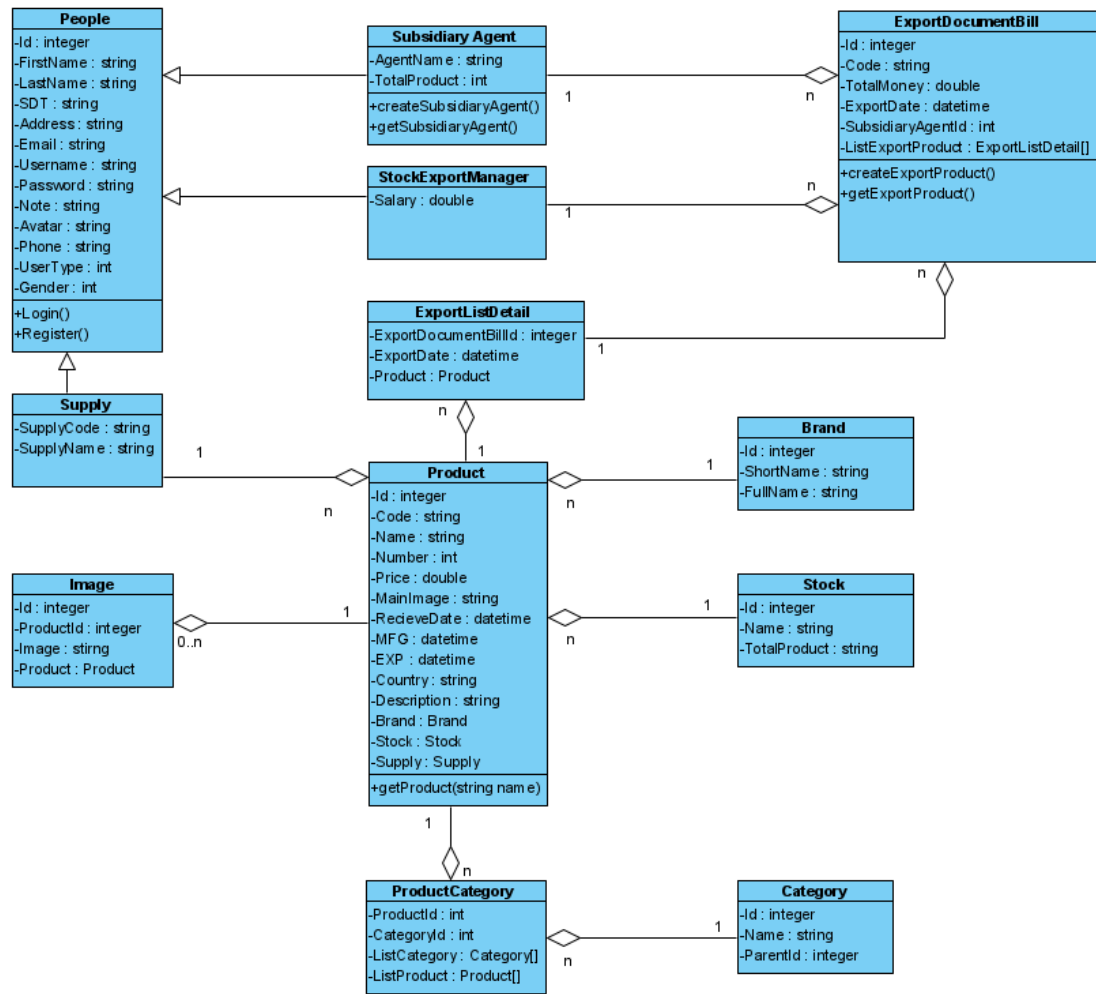 People
-Id : integer
-FirstName : string
-LastName : string
-SDT : string
-Address : string
-Email : string
-Username : string
-Password : string
-Note : string
-Avatar : string
-Phone : string
-UserType : int
-Gender : int
+Login()
+Register()
Subsidiary Agent
-AgentName : string
-TotalProduct : int
+createSubsidiaryAgent()
+getSubsidiaryAgent()
1
n
ExportDocumentBill
-Id : integer
-Code : string
-TotalMoney : double
-ExportDate : datetime
-SubsidiaryAgentId : int
-ListExportProduct : ExportListDetail[]
+createExportProduct()
+getExportProduct()
StockExportManager
-Salary : double
1
n
n
ExportListDetail
-ExportDocumentBillId : integer
-ExportDate : datetime
-Product : Product
1
n
1
Supply
-SupplyCode : string
-SupplyName : string
1
n
Product
-Id : integer
-Code : string
-Name : string
-Number : int
-Price : double
-MainImage : string
-RecieveDate : datetime
-MFG : datetime
-EXP : datetime
-Country : string
-Description : string
-Brand : Brand
-Stock : Stock
-Supply : Supply
+getProduct(string name)
1
n
Brand
-Id : integer
-ShortName : string
-FullName : string
Image
-Id : integer
-ProductId : integer
-Image : stirng
-Product : Product
0..n
1
1
n
Stock
-Id : integer
-Name : string
-TotalProduct : string
1
n
ProductCategory
-ProductId : int
-CategoryId : int
-ListCategory : Category[]
-ListProduct : Product[]
n
1
Category
-Id : integer
-Name : string
-ParentId : integer